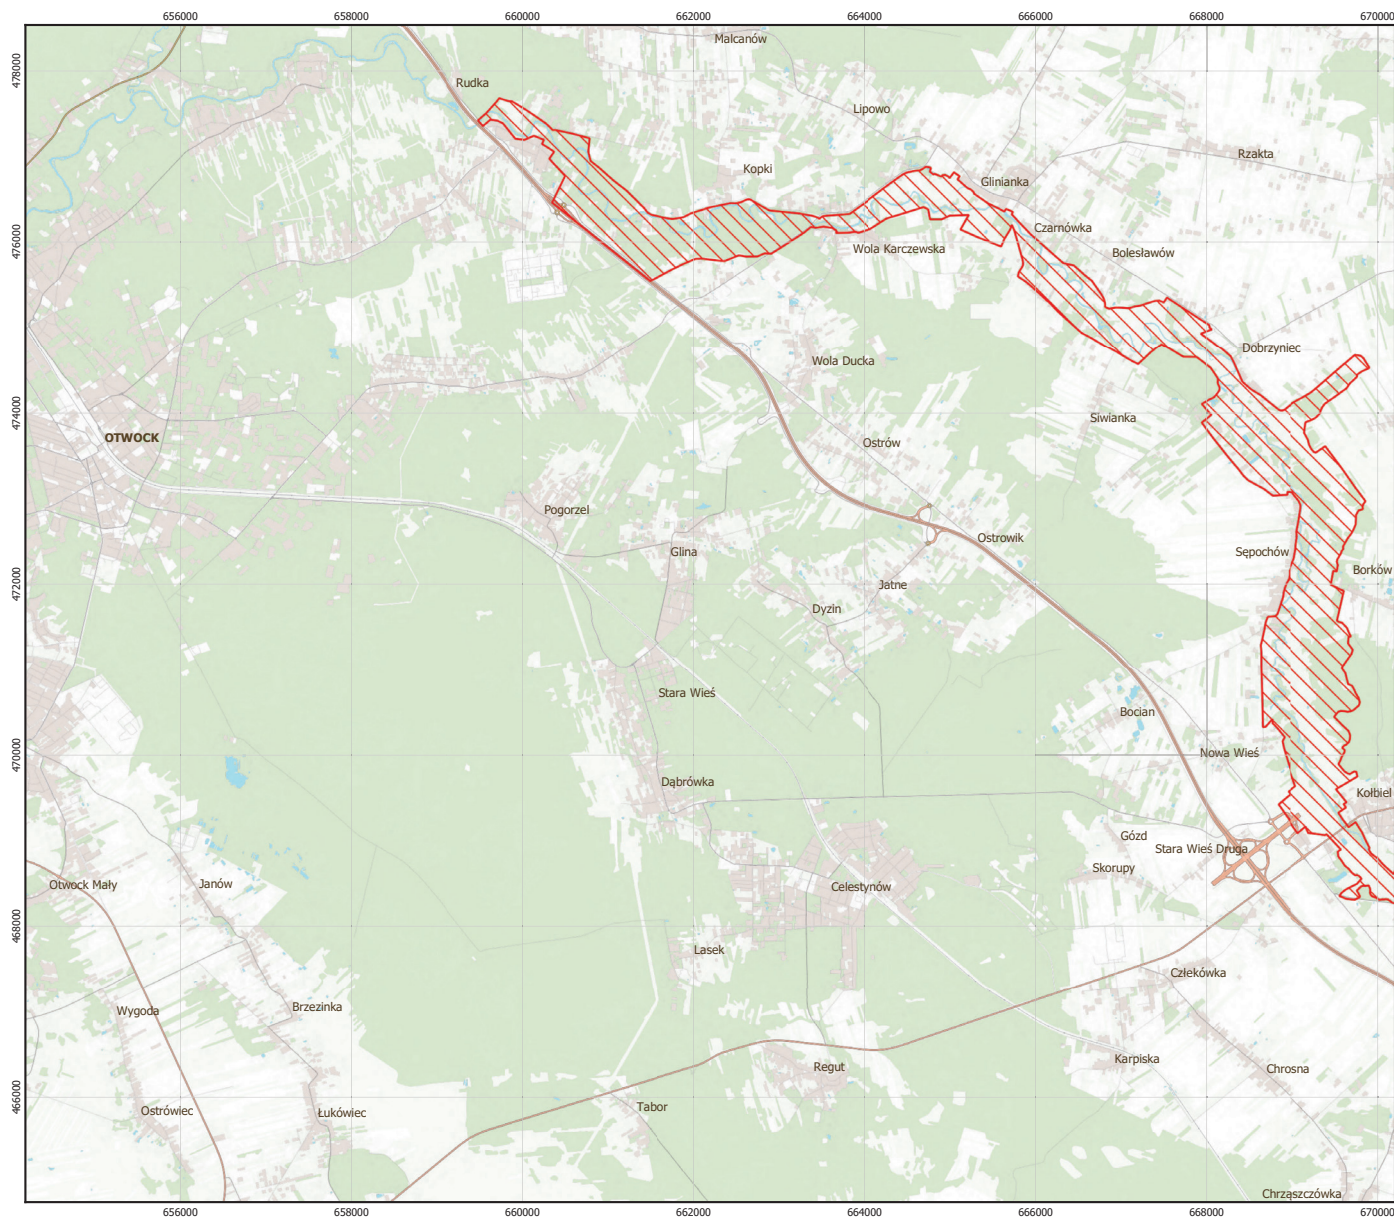 656000 658000 660000 662000 664000 666000 668000 670000
Malcanów
478000
Rudka
Lipowo
Rzakta
Kopki
Glinianka
476000
Czarnówka
Wola Karczewska
Bolesławów
Dobrzyniec
Wola Ducka
474000
Siwianka
OTWOCK
Ostrów
Pogorzel
Ostrowik
Glina
Sępochów
472000
Borków
Jatne
Dyzin
Stara Wieś
Bocian
470000
Nowa Wieś
Dąbrówka
Kołbiel
Gózd
Stara Wieś Druga
Skorupy
Otwock Mały
Janów
Celestynów
468000
Lasek
Człekówka
Brzezinka
Wygoda
Karpiska
Regut
Chrosna
466000
Tabor
Ostrówiec
Łukówiec
Chrząszczówka
656000 658000 660000 662000 664000 666000 668000 670000